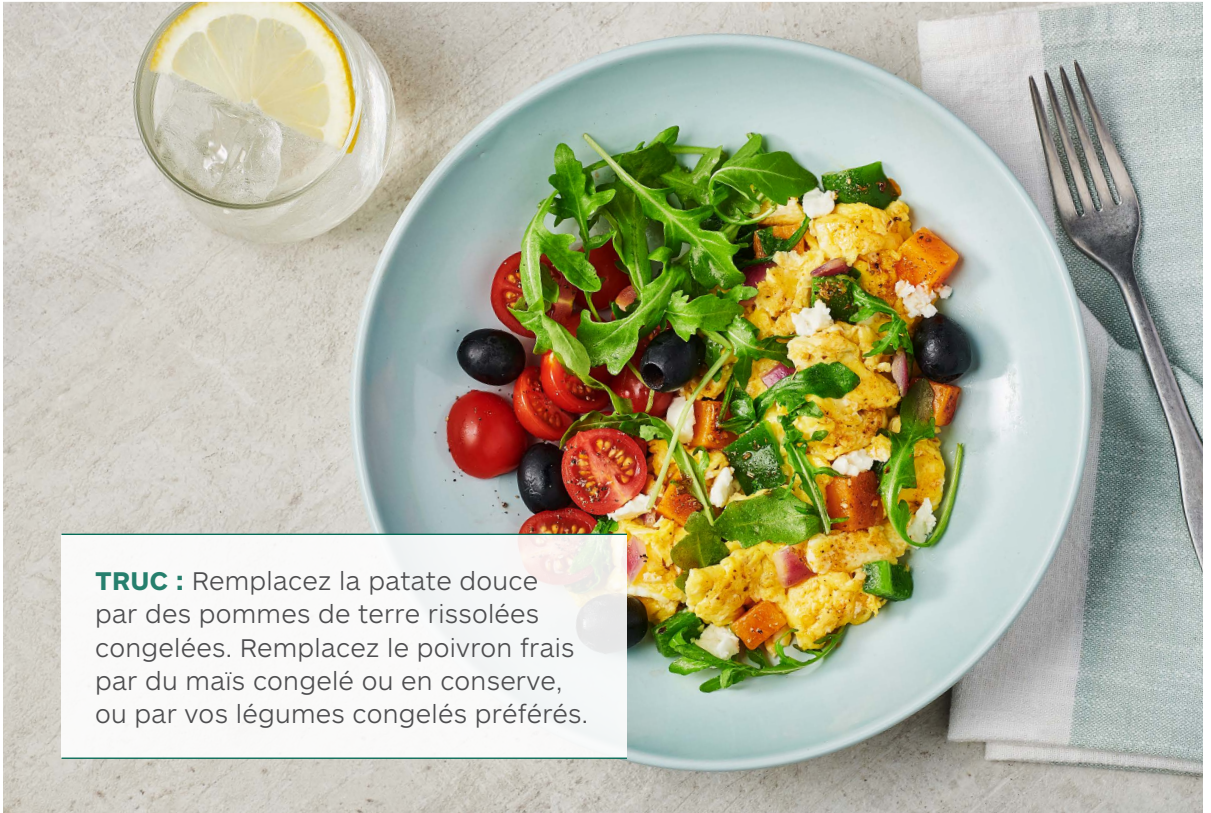 TRUC : Remplacez la patate douce
par des pommes de terre rissolées
congelées. Remplacez le poivron frais
par du maïs congelé ou en conserve,
ou par vos légumes congelés préférés.